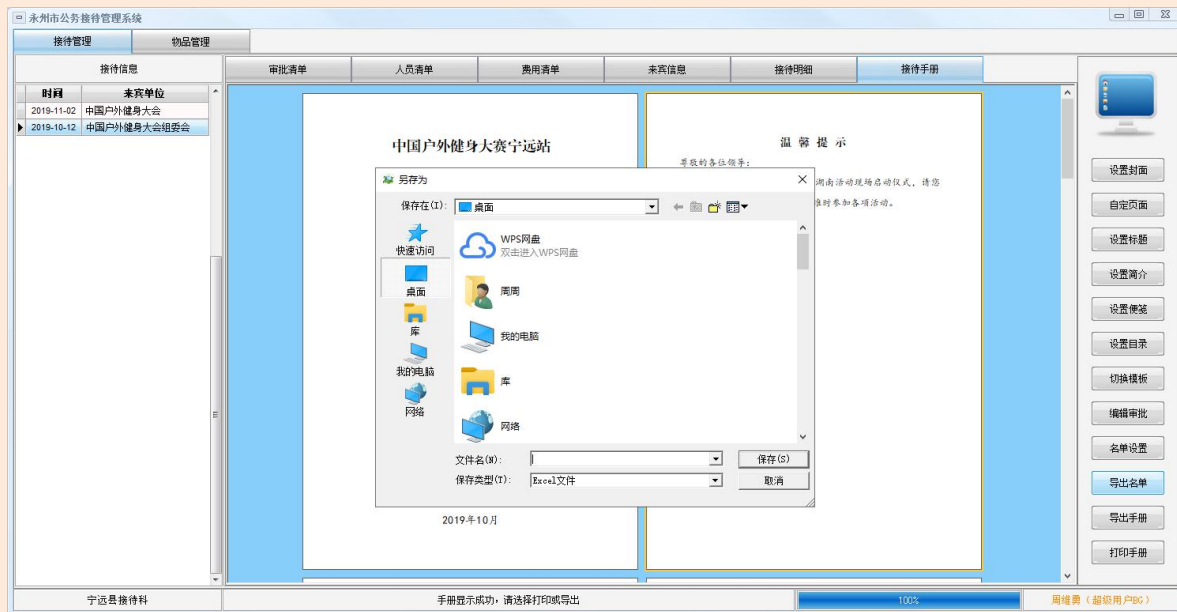 永州市公务接待管理系统
接待管理
物品管理
接待信息
时间 来宾单位
2019-11-02 中国户外健身大会
2019-10-12 中国户外健身大会组委会
审批清单
人员清单
费用清单
来宾信息
接待明细
接待手册
中国户外健身大赛宁远站
2019年10月
温馨提示
尊敬的各位领导：
湖南活动现场启动仪式，请您
准时参加各项活动。
另存为
保存在(I): 桌面
快速访问
桌面
库
我的电脑
网络
WPS网盘
双击进入WPS网盘
周周
我的电脑
库
网络
文件名(N):
保存(S)
保存类型(T): Excel文件
取消
设置封面
自定页面
设置标题
设置简介
设置便笺
设置目录
切换模板
编辑审批
名单设置
导出名单
导出手册
打印手册
宁远县接待科
手册显示成功，请选择打印或导出
100%
周维勇（超级用户BG）